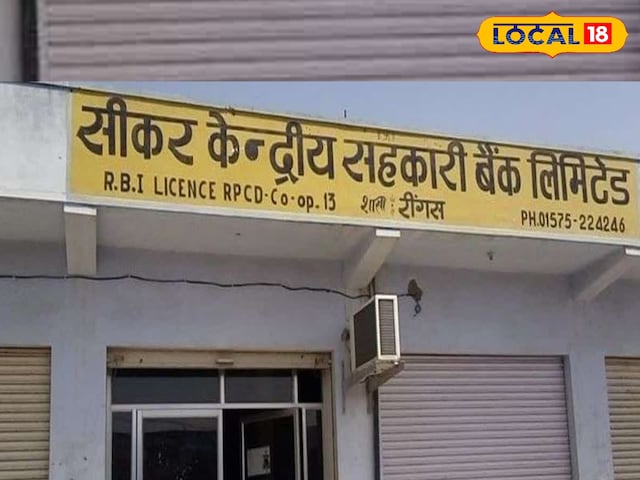 LOCAL 18
सीकर केन्द्रीय सहकारी बैंक लिमिटेड
R.B.I LICENCE RPCD-Co-op. 13 शाखा : रींगस PH.01575-224246